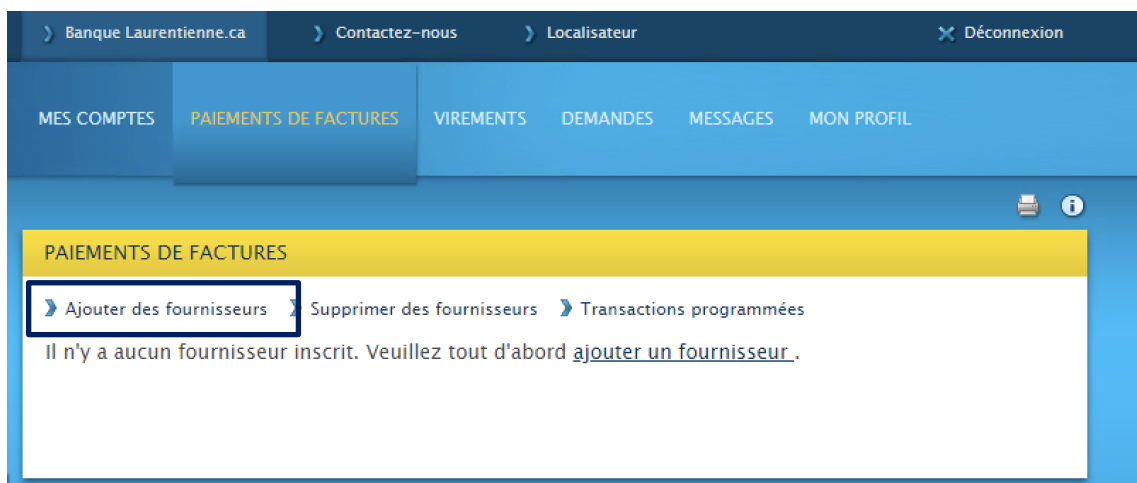 Banque Laurentienne.ca Contactez-nous Localisateur Déconnexion
MES COMPTES PAIEMENTS DE FACTURES VIREMENTS DEMANDES MESSAGES MON PROFIL
PAIEMENTS DE FACTURES
Ajouter des fournisseurs Supprimer des fournisseurs Transactions programmées
Il n'y a aucun fournisseur inscrit. Veuillez tout d'abord ajouter un fournisseur .